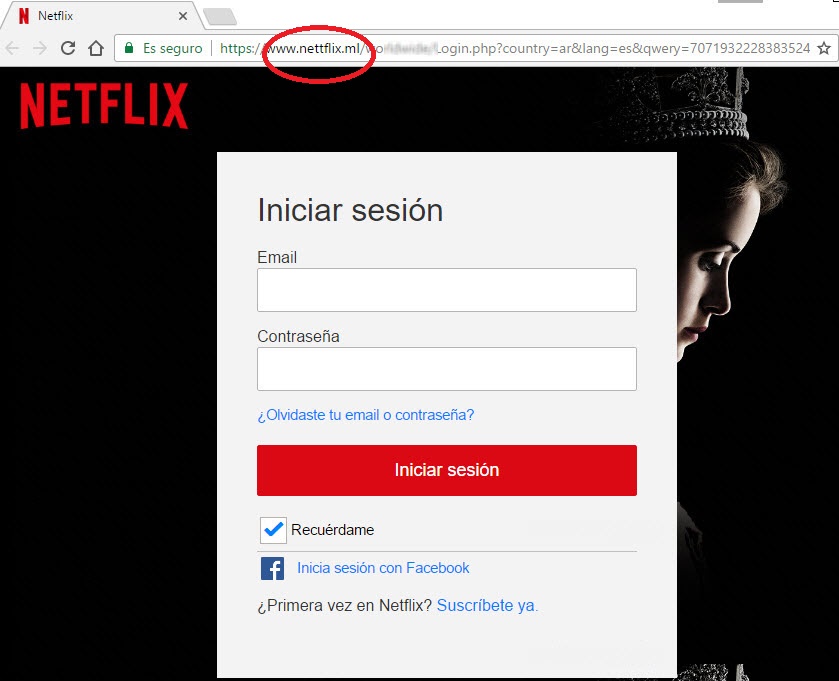 Netflix
Es seguro https://www.nettflix.ml/ Login.php?country=ar&lang=es&qwery=7071932228383524
NETFLIX
Iniciar sesión
Email
Contraseña
¿Olvidaste tu email o contraseña?
Iniciar sesión
Recuérdame
Inicia sesión con Facebook
¿Primera vez en Netflix? Suscríbete ya.